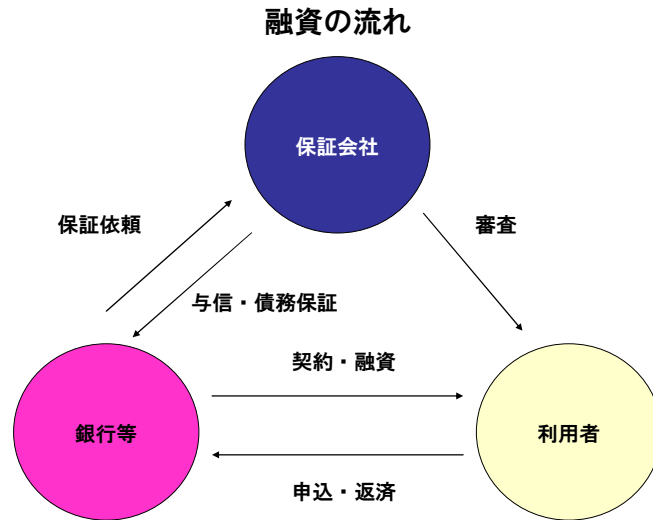 融資の流れ
保証会社
保証依頼
審査
与信・債務保証
契約・融資
銀行等
利用者
申込・返済